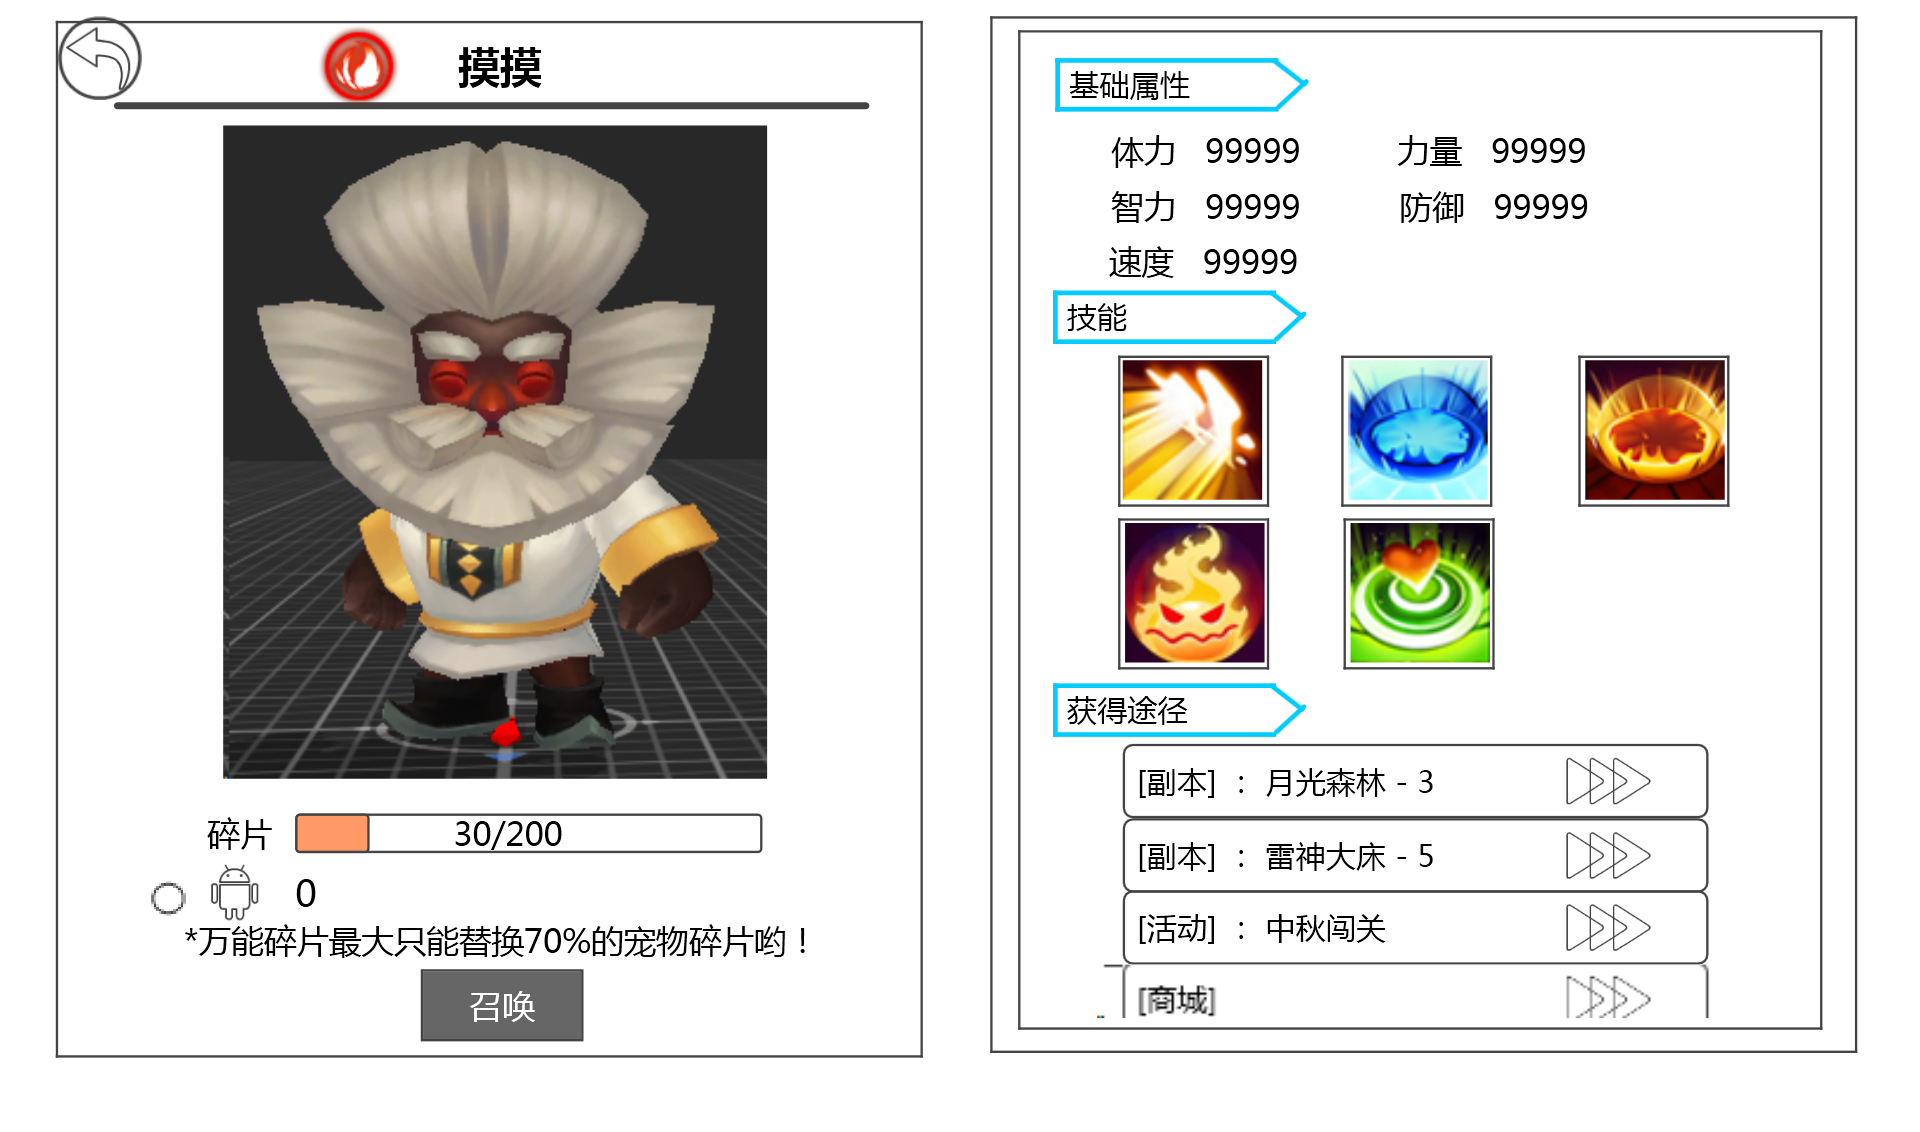 摸摸
碎片 30/200
0
*万能碎片最大只能替换70%的宠物碎片哟！
召唤
基础属性
体力 99999 力量 99999
智力 99999 防御 99999
速度 99999
技能
获得途径
[副本] ： 月光森林 - 3
[副本] ： 雷神大床 - 5
[活动] ： 中秋闯关
[商城]